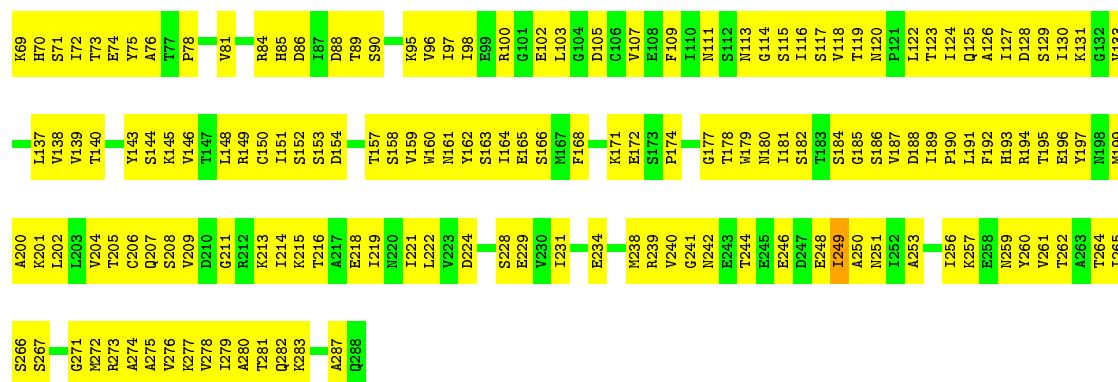 K69 H70 S71 I72 T73 E74 Y75 A76 T77 P78 V81 R84 H85 D86 I87 D88 T89 S90 K95 V96 I97 I98 E99 R100 G101 E102 L103 G104 D105 C106 V107 E108 F109 I110 N111 S112 N113 G114 S115 I116 S117 V118 T119 N120 P121 L122 T123 I124 Q125 A126 I127 D128 S129 I130 K131 G132
L137 V138 V139 T140 Y143 S144 K145 V146 T147 L148 R149 C150 I151 S152 S153 D154 T157 S158 V159 W160 N161 Y162 S163 I164 E165 S166 M167 F168 K171 E172 S173 P174 G177 T178 W179 N180 I181 S182 T183 S184 G185 S186 V187 D188 I189 P190 L191 F192 H193 R194 T195 E196 Y197 N198 M199
A200 K201 L202 L203 V204 T205 C206 Q207 S208 V209 D210 G211 R212 K213 I214 K215 T216 A217 E218 I219 N220 I221 L222 V223 D224 S228 E229 V230 I231 E234 M238 R239 V240 G241 N242 E243 T244 E245 E246 D247 E248 I249 A250 N251 I252 A253 I256 K257 E258 N259 Y260 V261 T262 A263 T264 I265
S266 S267 G271 M272 R273 A274 A275 V276 K277 V278 I279 A280 T281 Q282 K283 A287 Q288